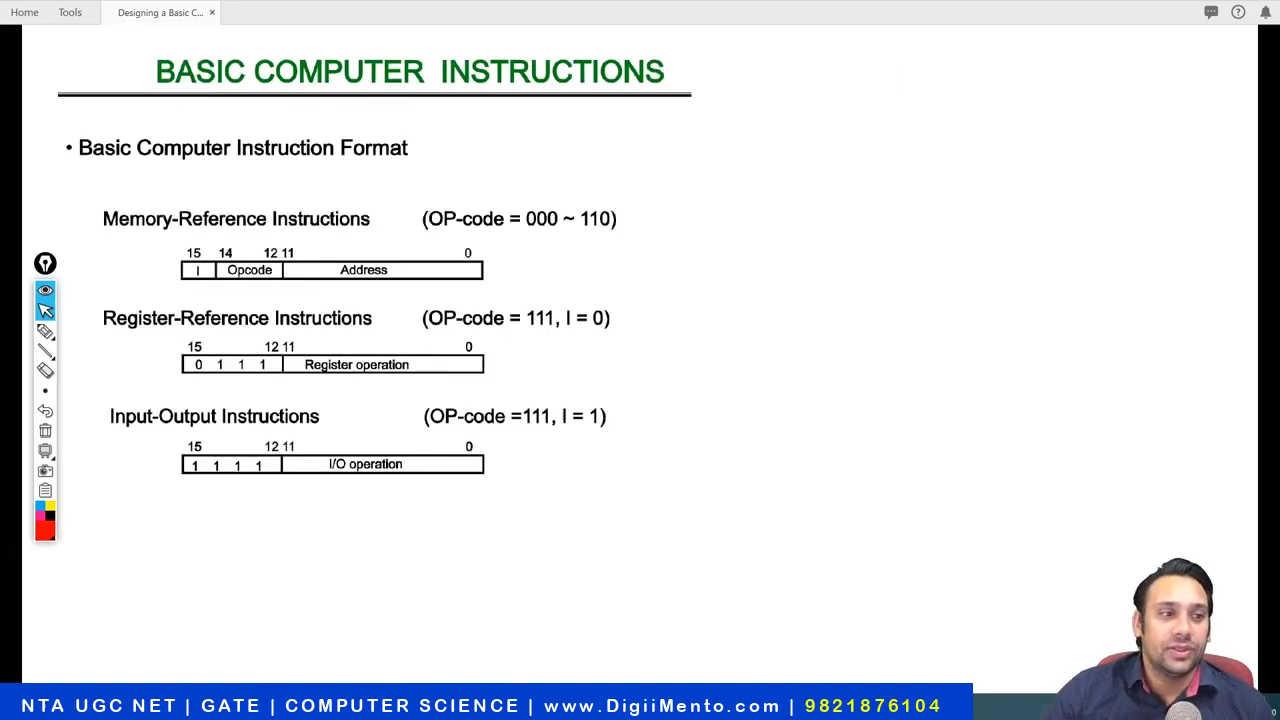 Home Tools Designing a Basic C... ×
BASIC COMPUTER INSTRUCTIONS
• Basic Computer Instruction Format
Memory-Reference Instructions (OP-code = 000 ~ 110)
15 14 12 11 0
I Opcode Address
Register-Reference Instructions (OP-code = 111, I = 0)
15 12 11 0
0 1 1 1 Register operation
Input-Output Instructions (OP-code =111, I = 1)
15 12 11 0
1 1 1 1 I/O operation
NTA UGC NET | GATE | COMPUTER SCIENCE | www.DigiiMento.com | 9821876104